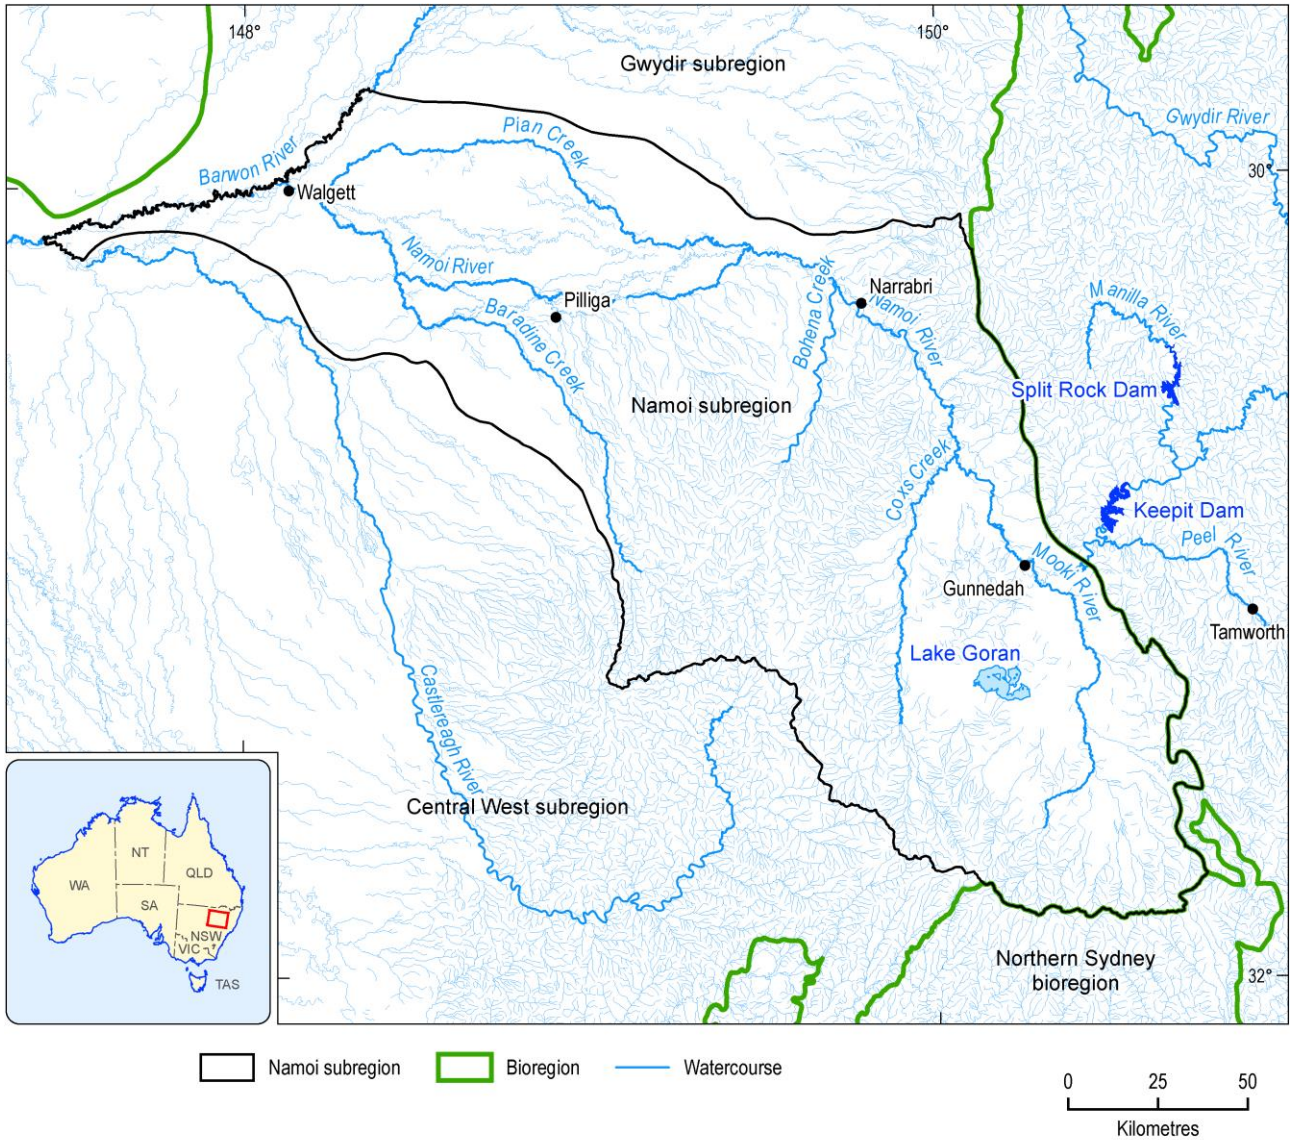 148°
150°
Gwydir subregion
Gwydir River
Pian Creek
Barwon River
30°
Walgett
Namoi River
Pilliga
Baradine Creek
Bohena Creek
Narrabri
Namoi River
Manilla River
Split Rock Dam
Namoi subregion
Coxs Creek
Keepit Dam
Peel River
Mooki River
Gunnedah
Tamworth
Lake Goran
Castlereagh River
Central West subregion
NT
QLD
WA
SA
NSW
VIC
TAS
Northern Sydney
bioregion
32°
Namoi subregion
Bioregion
Watercourse
0 25 50
Kilometres